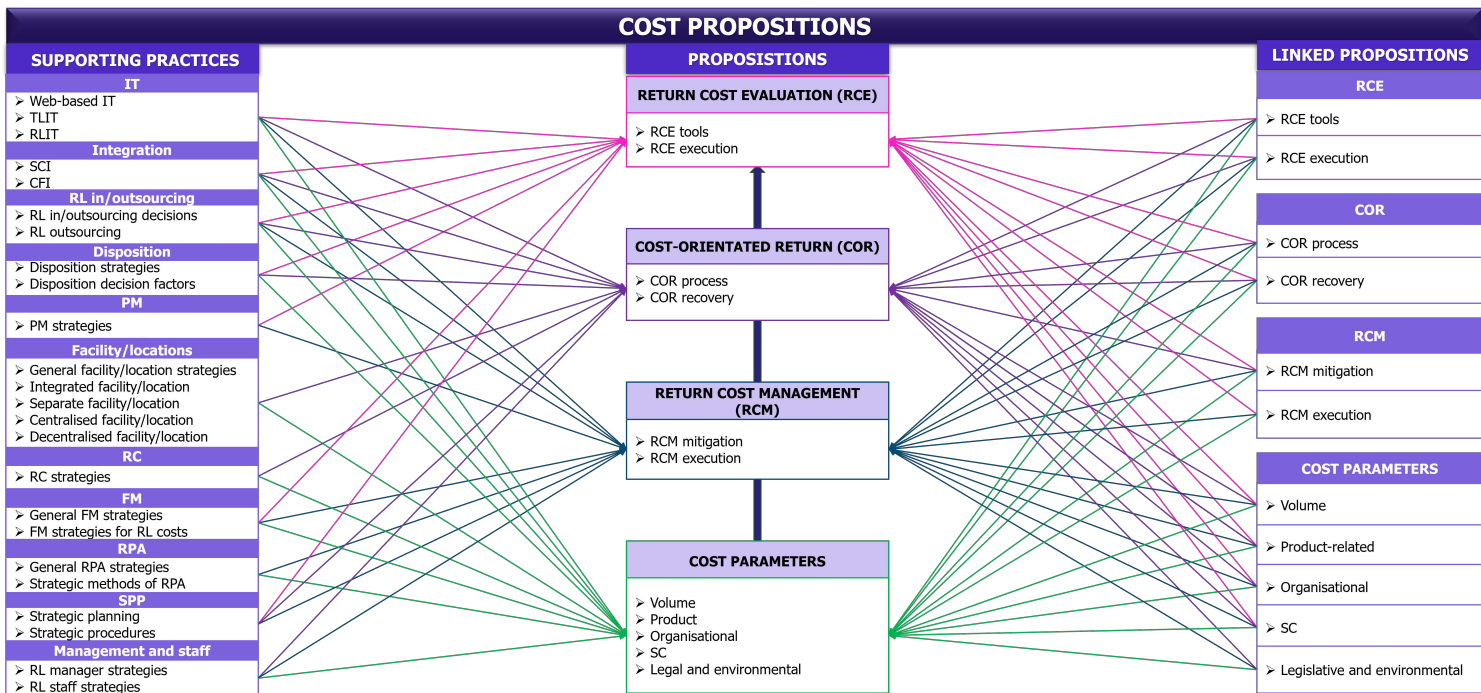 COST PROPOSITIONS
SUPPORTING PRACTICES
IT
➢ Web-based IT
➢ TLIT
➢ RLIT
Integration
➢ SCI
➢ CFI
RL in/outsourcing
➢ RL in/outsourcing decisions
➢ RL outsourcing
Disposition
➢ Disposition strategies
➢ Disposition decision factors
PM
➢ PM strategies
Facility/locations
➢ General facility/location strategies
➢ Integrated facility/location
➢ Separate facility/location
➢ Centralised facility/location
➢ Decentralised facility/location
RC
➢ RC strategies
FM
➢ General FM strategies
➢ FM strategies for RL costs
RPA
➢ General RPA strategies
➢ Strategic methods of RPA
SPP
➢ Strategic planning
➢ Strategic procedures
Management and staff
➢ RL manager strategies
➢ RL staff strategies
PROPOSISTIONS
RETURN COST EVALUATION (RCE)
➢ RCE tools
➢ RCE execution
COST-ORIENTATED RETURN (COR)
➢ COR process
➢ COR recovery
RETURN COST MANAGEMENT
(RCM)
➢ RCM mitigation
➢ RCM execution
COST PARAMETERS
➢ Volume
➢ Product
➢ Organisational
➢ SC
➢ Legal and environmental
LINKED PROPOSITIONS
RCE
➢ RCE tools
➢ RCE execution
COR
➢ COR process
➢ COR recovery
RCM
➢ RCM mitigation
➢ RCM execution
COST PARAMETERS
➢ Volume
➢ Product-related
➢ Organisational
➢ SC
➢ Legislative and environmental